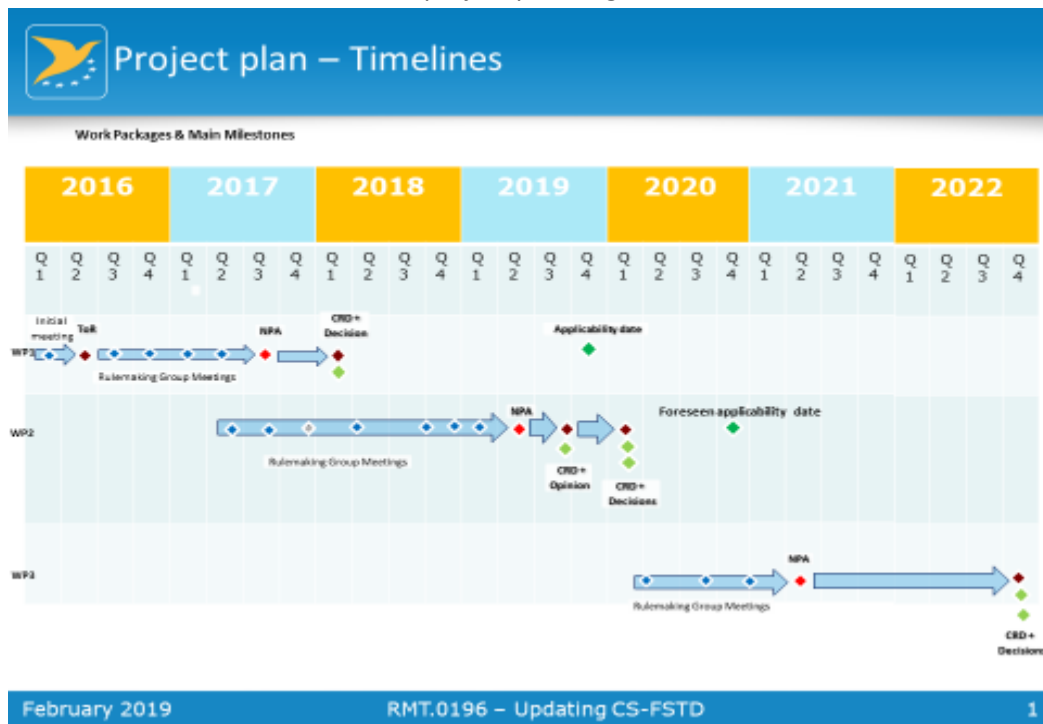 Project plan – Timelines
Work Packages & Main Milestones
2016 2017 2018 2019 2020 2021 2022
Q Q Q Q Q Q Q Q Q Q Q Q Q Q Q Q Q Q Q Q Q Q Q Q Q Q Q Q
1 2 3 4 1 2 3 4 1 2 3 4 1 2 3 4 1 2 3 4 1 2 3 4 1 2 3 4
Initial meeting
ToR
NPA
CRD + Decision
Applicability date
WP1
Rulemaking Group Meetings
NPA
Foreseen applicability date
WP2
Rulemaking Group Meetings
CRD + Opinion
CRD + Decisions
NPA
WP3
Rulemaking Group Meetings
CRD + Decisions
February 2019 RMT.0196 – Updating CS-FSTD 1